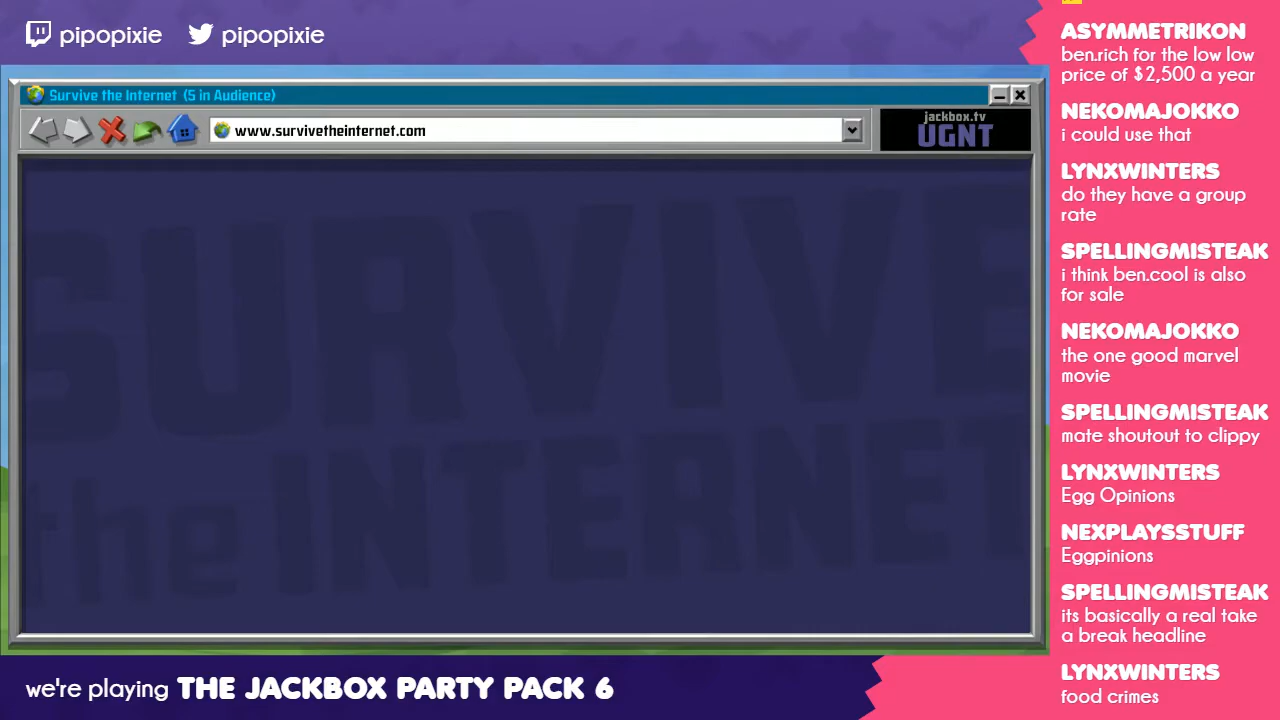 pipopixie pipopixie
Survive the Internet (5 in Audience)
www.survivetheinternet.com
jackbox.tv
UGNT
SURVIVE
the INTERNET
we're playing THE JACKBOX PARTY PACK 6
ASYMMETRIKON
ben.rich for the low low
price of $2,500 a year
NEKOMAJOKKO
i could use that
LYNXWINTERS
do they have a group
rate
SPELLINGMISTEAK
i think ben.cool is also
for sale
NEKOMAJOKKO
the one good marvel
movie
SPELLINGMISTEAK
mate shoutout to clippy
LYNXWINTERS
Egg Opinions
NEXPLAYSSTUFF
Eggpinions
SPELLINGMISTEAK
its basically a real take
a break headline
LYNXWINTERS
food crimes